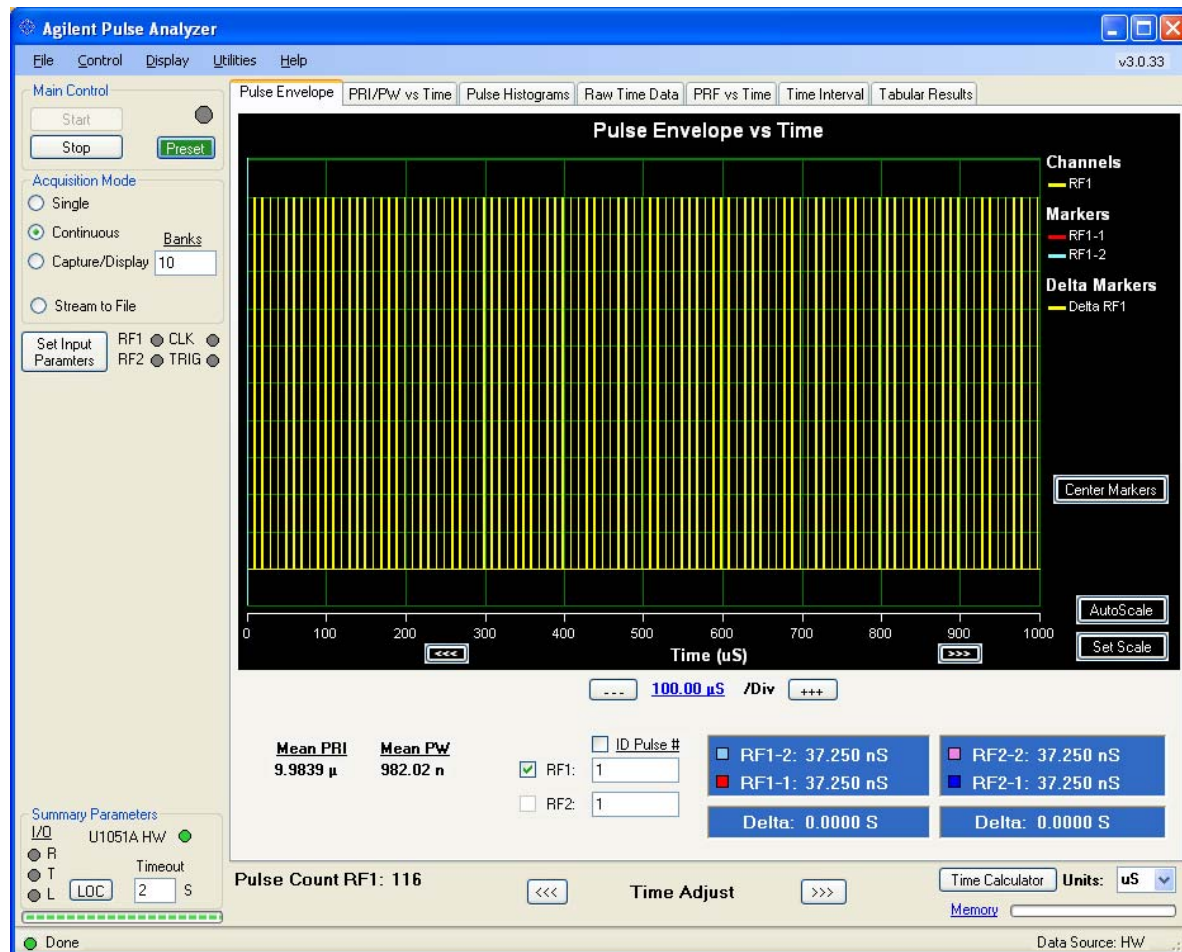 Agilent Pulse Analyzer
File Control Display Utilities Help v3.0.33
Main Control
Start
Stop Preset
Acquisition Mode
Single
Continuous Banks
Capture/Display 10
Stream to File
Set Input Paramters
RF1 CLK
RF2 TRIG
Pulse Envelope PRI/PW vs Time Pulse Histograms Raw Time Data PRF vs Time Time Interval Tabular Results
Pulse Envelope vs Time
Channels
RF1
Markers
RF1-1
RF1-2
Delta Markers
Delta RF1
Center Markers
AutoScale
Set Scale
0 100 200 300 400 500 600 700 800 900 1000
<<< Time (uS) >>>
--- 100.00 µS /Div +++
Mean PRI Mean PW
9.9839 µ 982.02 n
ID Pulse #
RF1: 1
RF2: 1
RF1-2: 37.250 nS
RF1-1: 37.250 nS
Delta: 0.0000 S
RF2-2: 37.250 nS
RF2-1: 37.250 nS
Delta: 0.0000 S
Summary Parameters
I/O U1051A HW
R
T Timeout
L LOC 2 S
Pulse Count RF1: 116
<<< Time Adjust >>>
Time Calculator Units: uS
Memory
Done Data Source: HW